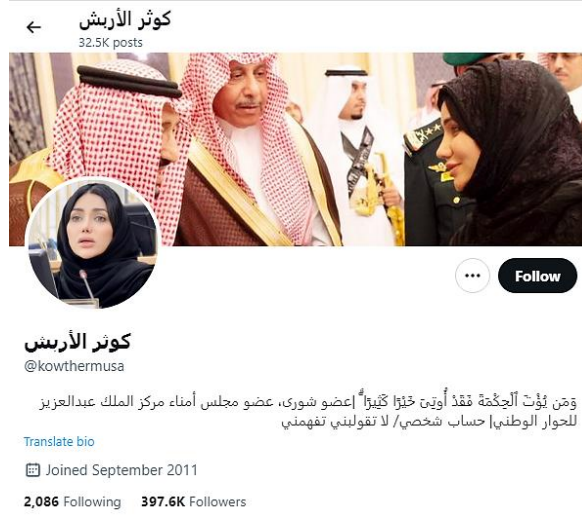 كوثر الأربش
32.5K posts
Follow
كوثر الأربش
@kowthermusa
وَمَن يُؤْتَ ٱلْحِكْمَةَ فَقَدْ أُوتِىَ خَيْرًا كَثِيرًا ۗ |عضو شورى، عضو مجلس أمناء مركز الملك عبدالعزيز
للحوار الوطني| حساب شخصي/ لا تقولبني تفهمني
Translate bio
Joined September 2011
2,086 Following 397.6K Followers